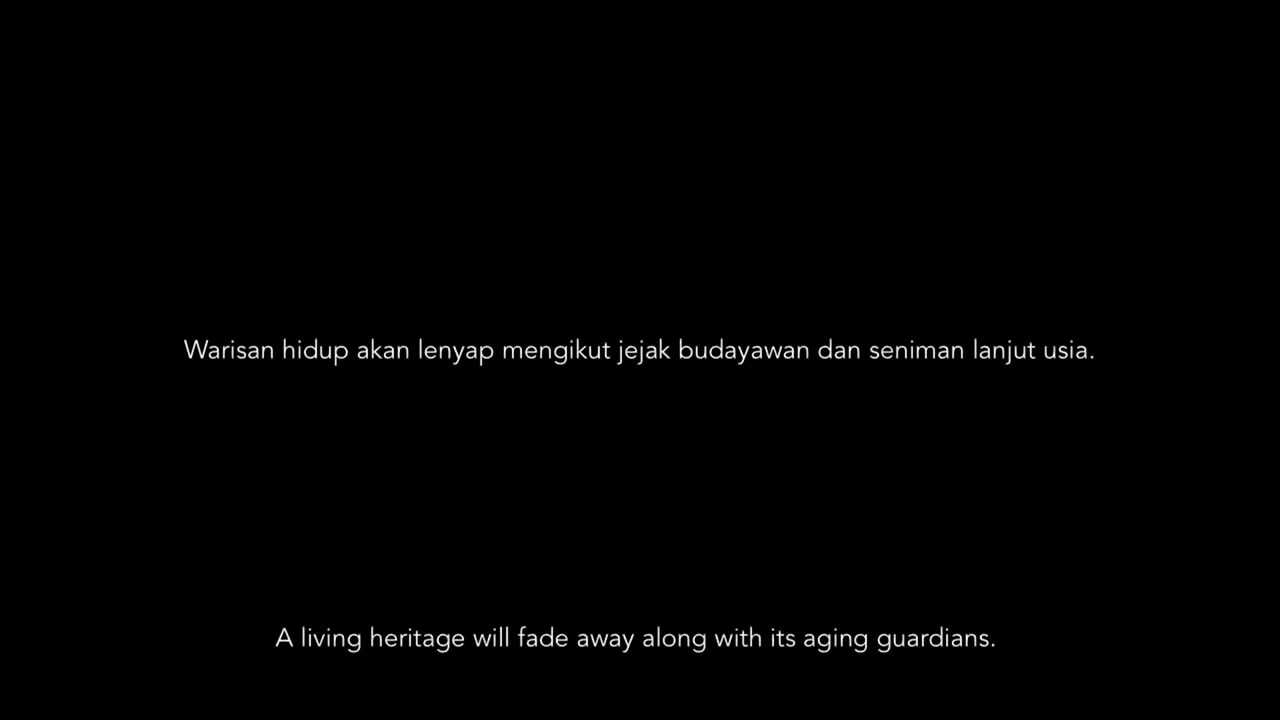 Warisan hidup akan lenyap mengikut jejak budayawan dan seniman lanjut usia.
A living heritage will fade away along with its aging guardians.